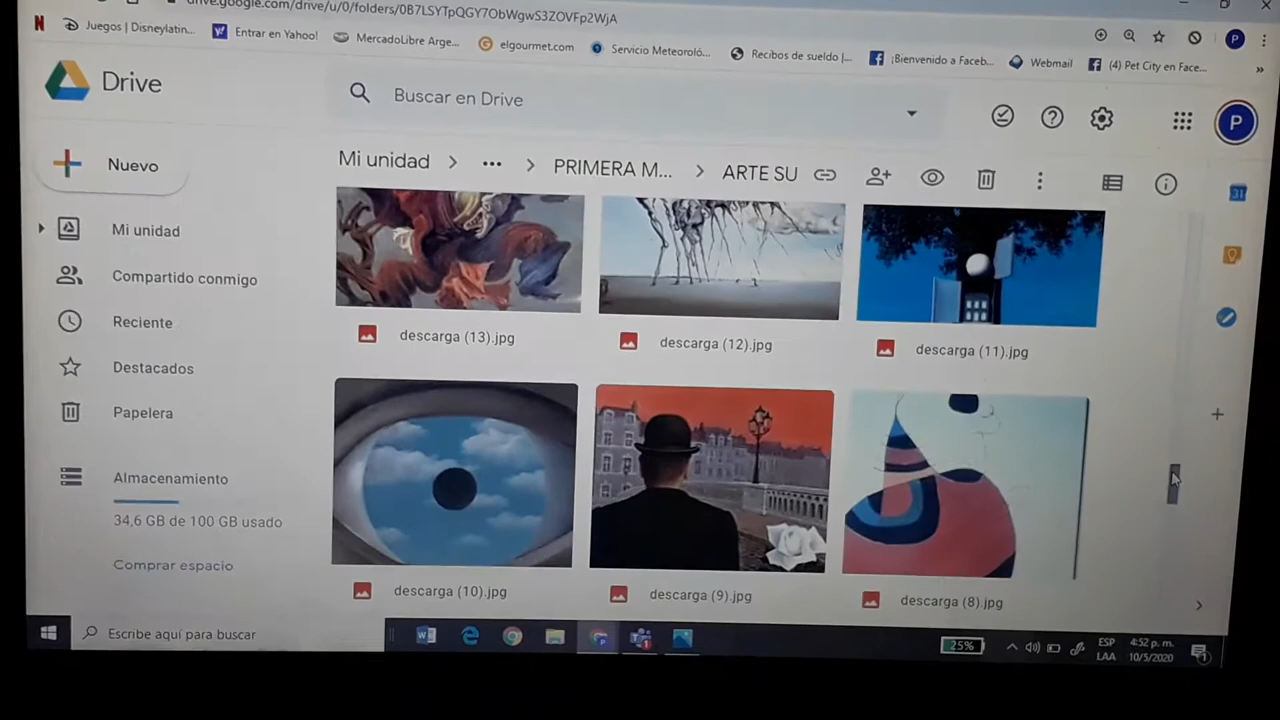 drive.google.com/drive/u/0/folders/0B7LSYTpQGY7ObWgwS3ZOVFp2WjA
Juegos | Disneylatin...
Entrar en Yahoo!
MercadoLibre Arge...
elgourmet.com
Servicio Meteoroló...
Recibos de sueldo |...
¡Bienvenido a Faceb...
Webmail
(4) Pet City en Face...
»
Drive
Buscar en Drive
P
Nuevo
Mi unidad > ... > PRIMERA M... > ARTE SU
31
Mi unidad
Compartido conmigo
Reciente
Destacados
Papelera
Almacenamiento
34,6 GB de 100 GB usado
Comprar espacio
descarga (13).jpg
descarga (12).jpg
descarga (11).jpg
descarga (10).jpg
descarga (9).jpg
descarga (8).jpg
Escribe aquí para buscar
25%
ESP
LAA
4:52 p. m.
10/5/2020